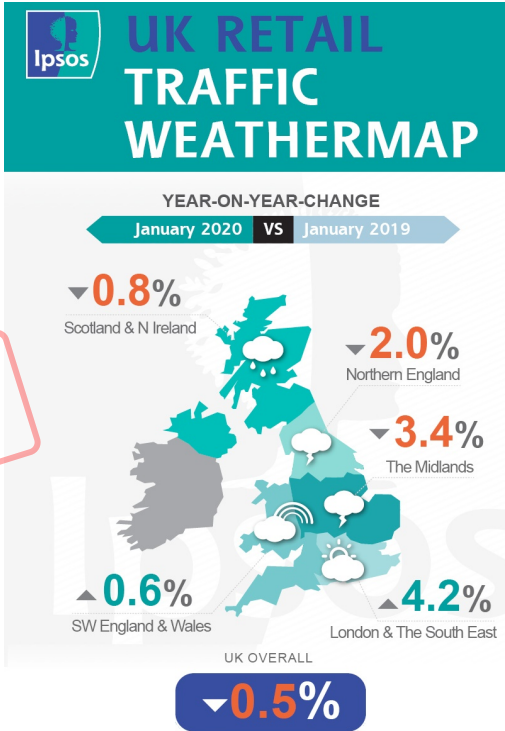 Ipsos
UK RETAIL
TRAFFIC
WEATHERMAP
YEAR-ON-YEAR-CHANGE
January 2020 VS January 2019
▼0.8%
Scotland & N Ireland
▼2.0%
Northern England
▼3.4%
The Midlands
▲0.6%
SW England & Wales
▲4.2%
London & The South East
UK OVERALL
▼0.5%
Ipsos